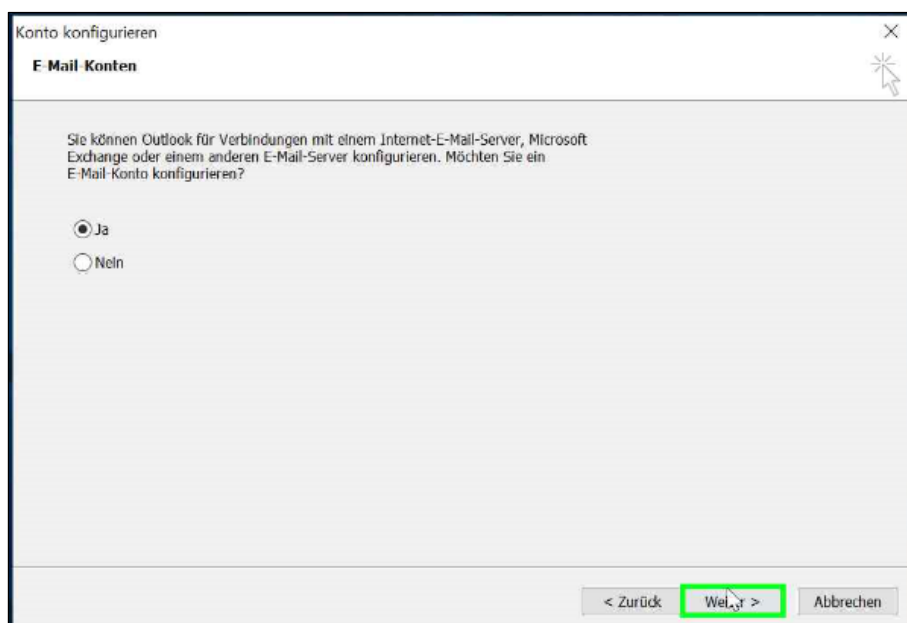 Konto konfigurieren
E-Mail-Konten
Sie können Outlook für Verbindungen mit einem Internet-E-Mail-Server, Microsoft
Exchange oder einem anderen E-Mail-Server konfigurieren. Möchten Sie ein
E-Mail-Konto konfigurieren?
Ja
Nein
< Zurück Weiter > Abbrechen